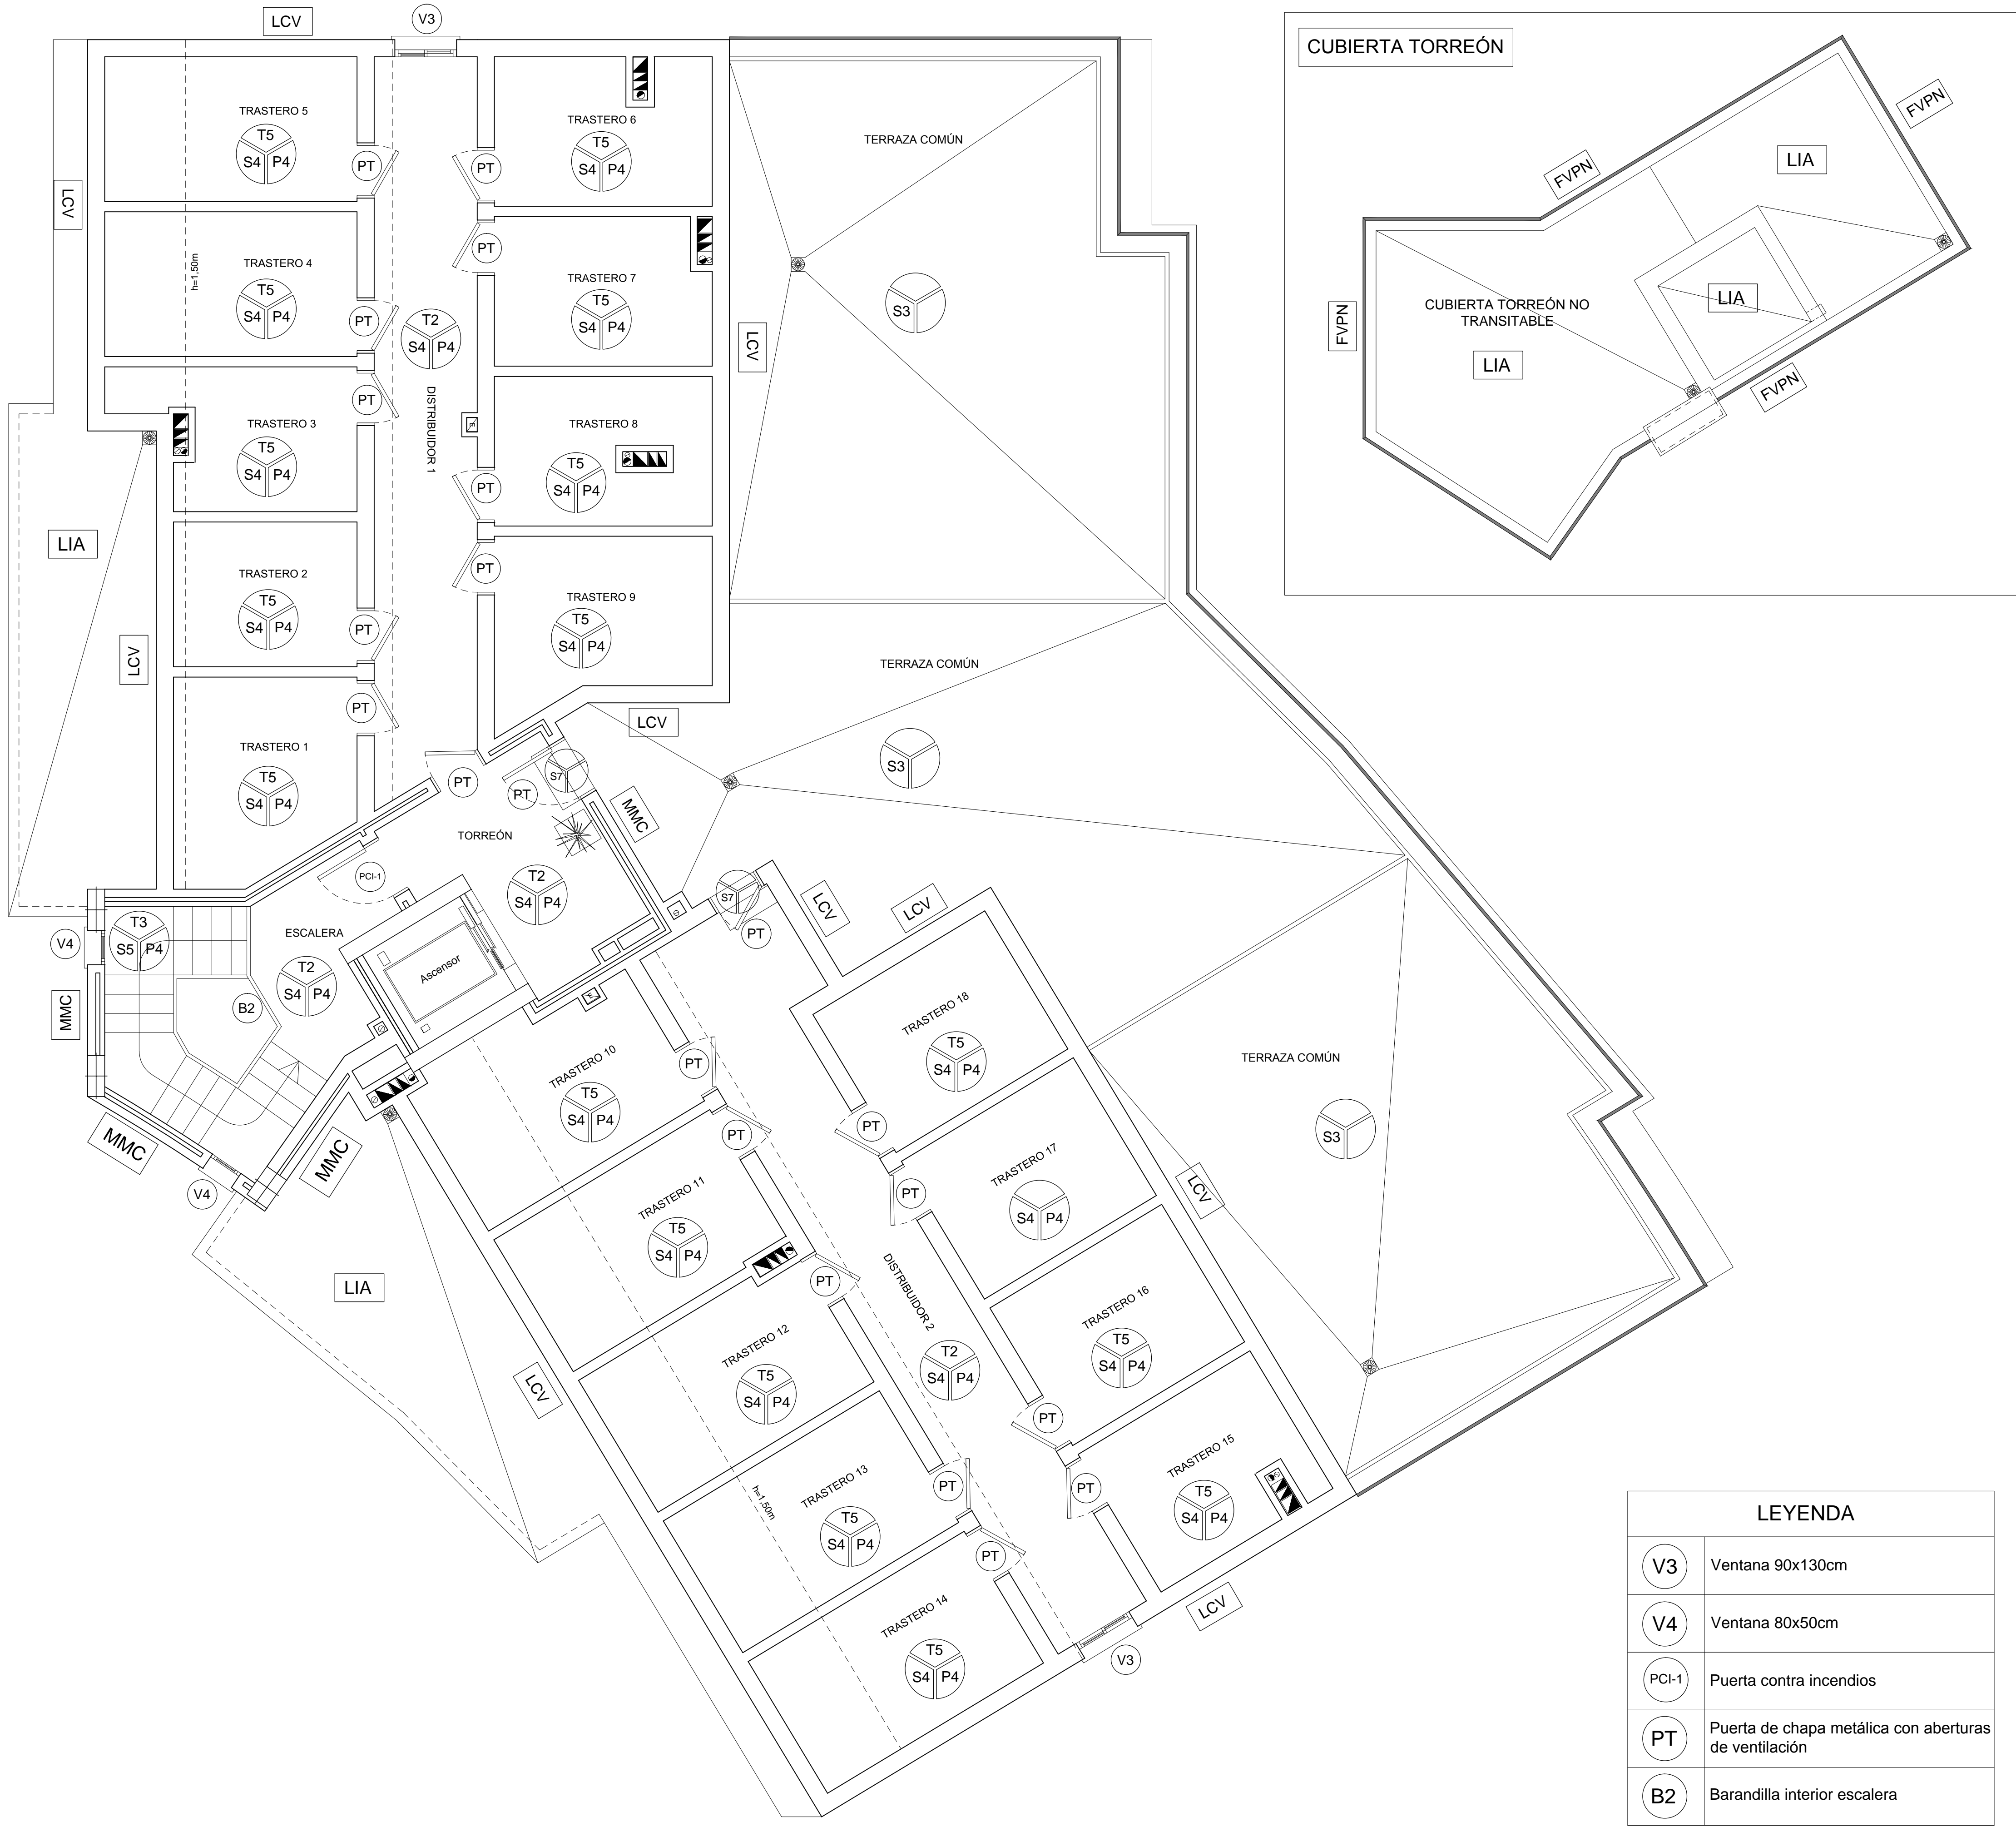 LCV
V3
CUBIERTA TORREÓN
FVPN
LIA
FVPN
FVPN
CUBIERTA TORREÓN NO
TRANSITABLE
LIA
LIA
FVPN
TRASTERO 5
T5
S4 P4
PT
TRASTERO 6
T5
S4 P4
PT
TERRAZA COMÚN
LCV
h=1,50m
TRASTERO 4
T5
S4 P4
PT
PT
TRASTERO 7
T5
S4 P4
S3
T2
S4 P4
LCV
DISTRIBUIDOR 1
PT
TRASTERO 3
T5
S4 P4
TRASTERO 8
T5
S4 P4
PT
LIA
TRASTERO 2
T5
S4 P4
PT
PT
TRASTERO 9
T5
S4 P4
LCV
TERRAZA COMÚN
S3
PT
LCV
TRASTERO 1
T5
S4 P4
PT
S7
PT
MMC
TORREÓN
T2
S4 P4
PCI-1
S7
PT
LCV
LCV
T3
S5 P4
V4
ESCALERA
T2
S4 P4
Ascensor
B2
MMC
MMC
MMC
V4
LIA
TRASTERO 10
T5
S4 P4
PT
TRASTERO 18
T5
S4 P4
PT
PT
TERRAZA COMÚN
S3
TRASTERO 11
T5
S4 P4
TRASTERO 17
S4 P4
PT
LCV
PT
DISTRIBUIDOR 2
T2
S4 P4
TRASTERO 12
T5
S4 P4
TRASTERO 16
T5
S4 P4
PT
LCV
TRASTERO 13
T5
S4 P4
PT
h=1,50m
TRASTERO 15
T5
S4 P4
PT
PT
TRASTERO 14
T5
S4 P4
LCV
V3
LEYENDA
V3 Ventana 90x130cm
V4 Ventana 80x50cm
PCI-1 Puerta contra incendios
PT Puerta de chapa metálica con aberturas
de ventilación
B2 Barandilla interior escalera